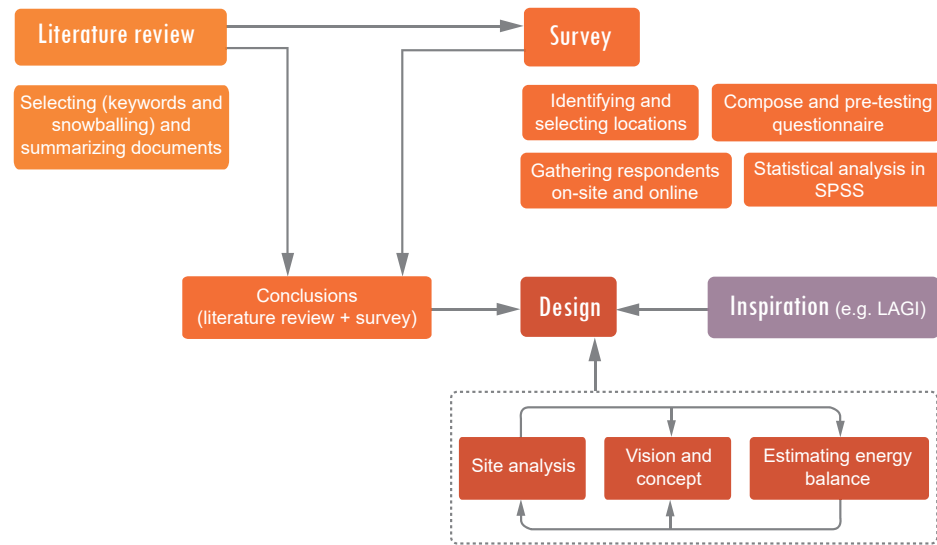 Literature review
Survey
Selecting (keywords and
snowballing) and
summarizing documents
Identifying and
selecting locations
Compose and pre-testing
questionnaire
Gathering respondents
on-site and online
Statistical analysis in
SPSS
Conclusions
(literature review + survey)
Design
Inspiration (e.g. LAGI)
Site analysis
Vision and
concept
Estimating energy
balance